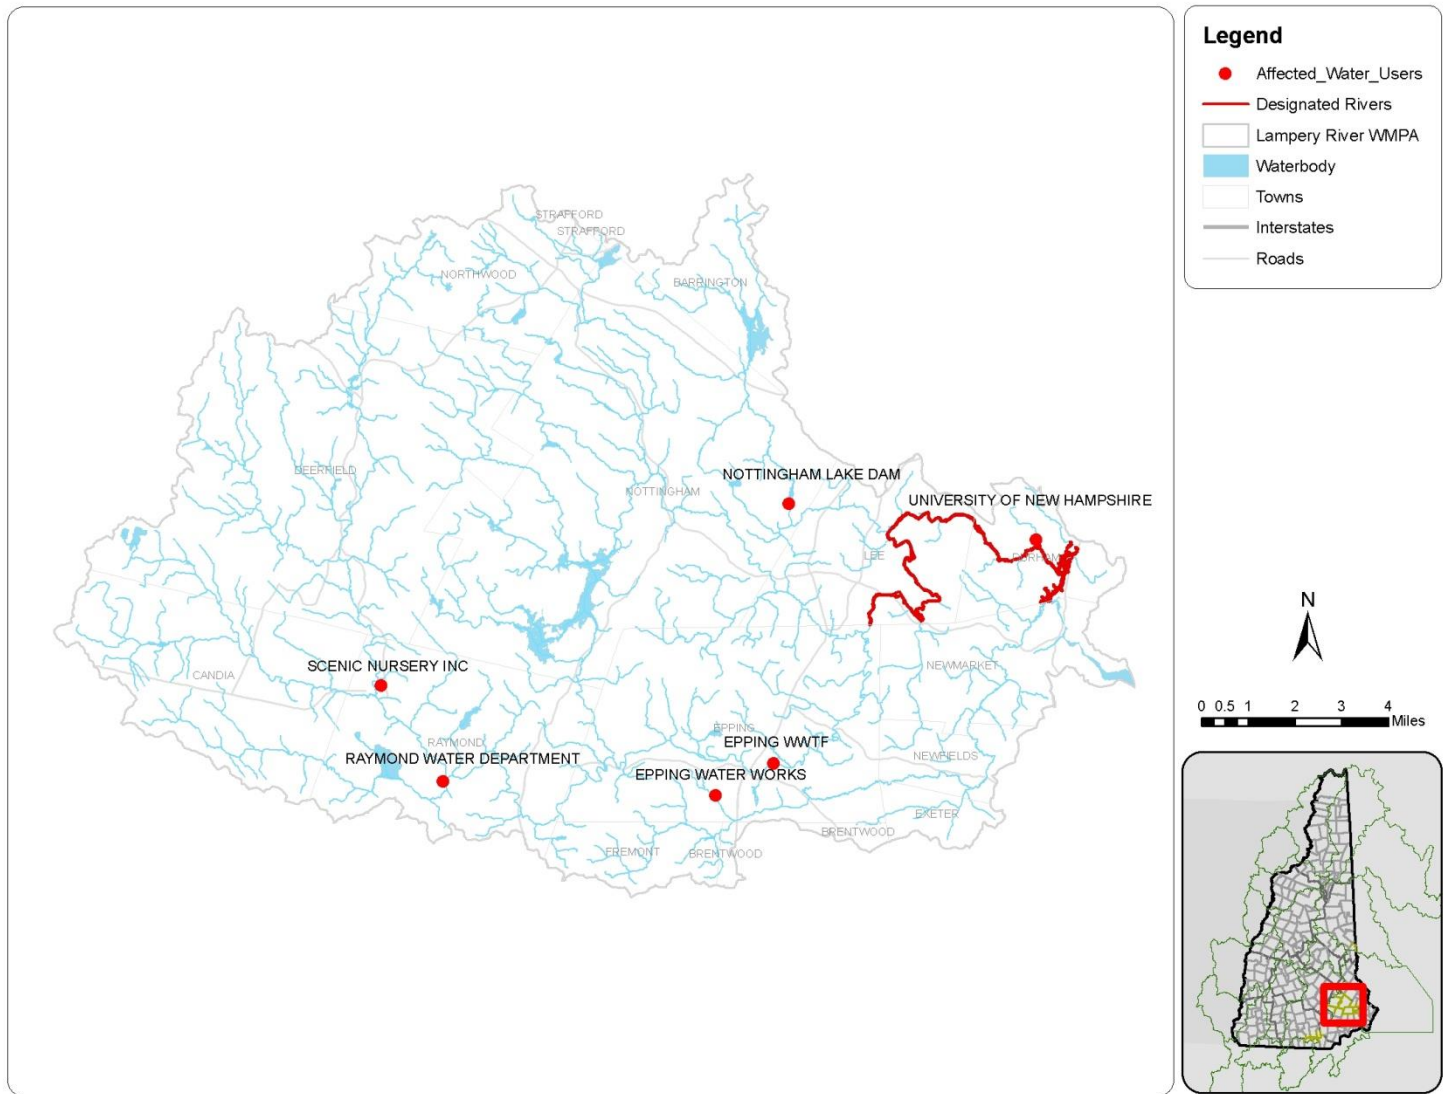 STRAFFORD
STRAFFORD
NORTHWOOD
BARRINGTON
DEERFIELD
NOTTINGHAM LAKE DAM
NOTTINGHAM
UNIVERSITY OF NEW HAMPSHIRE
LEE
DURHAM
SCENIC NURSERY INC
CANDIA
NEWMARKET
RAYMOND
RAYMOND WATER DEPARTMENT
EPPING
EPPING WWTF
EPPING WATER WORKS
NEWFIELDS
EXETER
BRENTWOOD
FREMONT
BRENTWOOD
Legend
Affected_Water_Users
Designated Rivers
Lampery River WMPA
Waterbody
Towns
Interstates
Roads
N
0 0.5 1 2 3 4
Miles